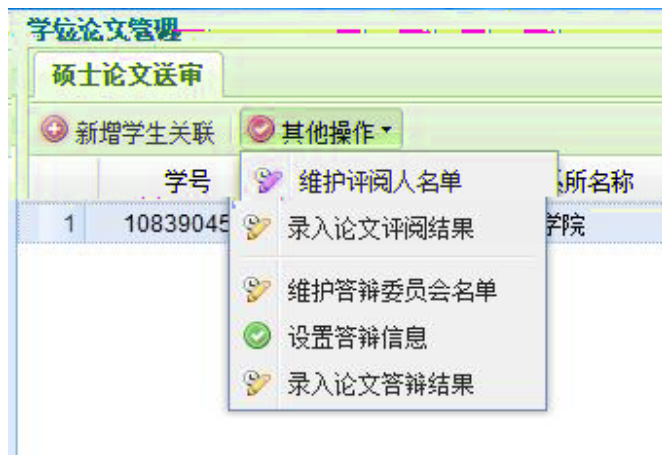 学位论文管理
硕士论文送审
新增学生关联 其他操作
学号 所名称
1 10839045 学院
维护评阅人名单
录入论文评阅结果
维护答辩委员会名单
设置答辩信息
录入论文答辩结果